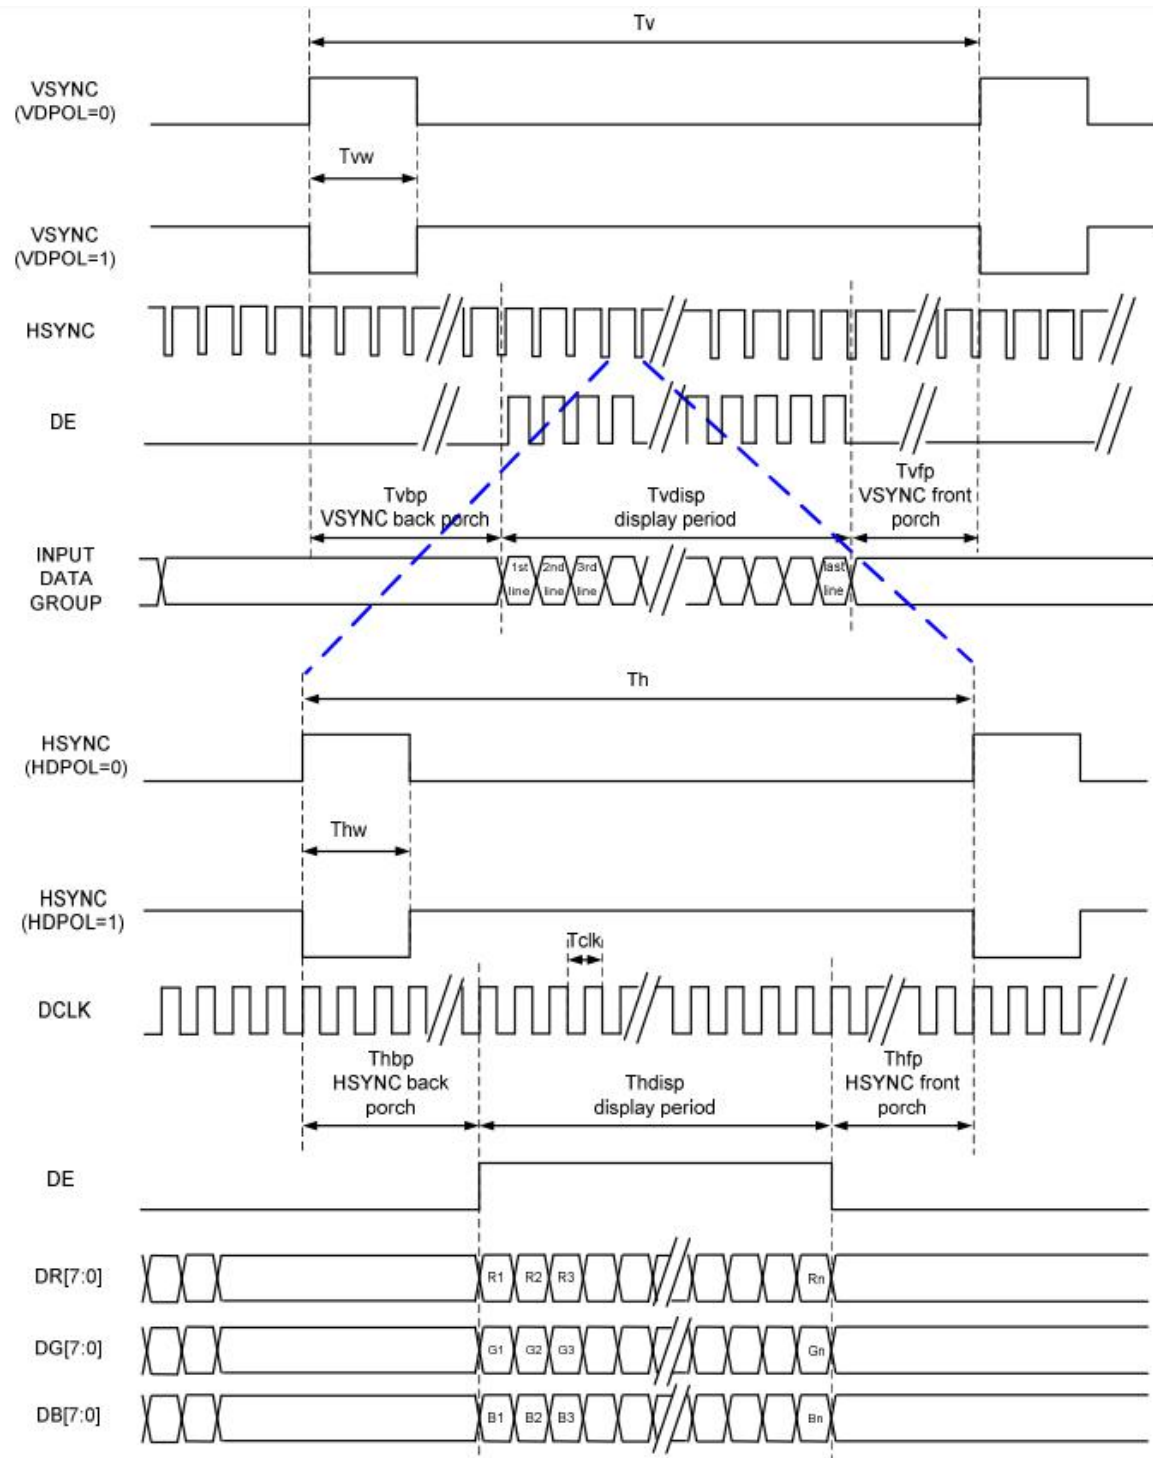 Tv
VSYNC
(VDPOL=0)
Tvw
VSYNC
(VDPOL=1)
HSYNC
DE
Tvbp
VSYNC back porch
Tvdisp
display period
Tvfp
VSYNC front
porch
INPUT
DATA
GROUP
1st
line
2nd
line
3rd
line
last
line
Th
HSYNC
(HDPOL=0)
Thw
HSYNC
(HDPOL=1)
Tclk
DCLK
Thbp
HSYNC back
porch
Thdisp
display period
Thfp
HSYNC front
porch
DE
DR[7:0]
R1 R2 R3 Rn
DG[7:0]
G1 G2 G3 Gn
DB[7:0]
B1 B2 B3 Bn